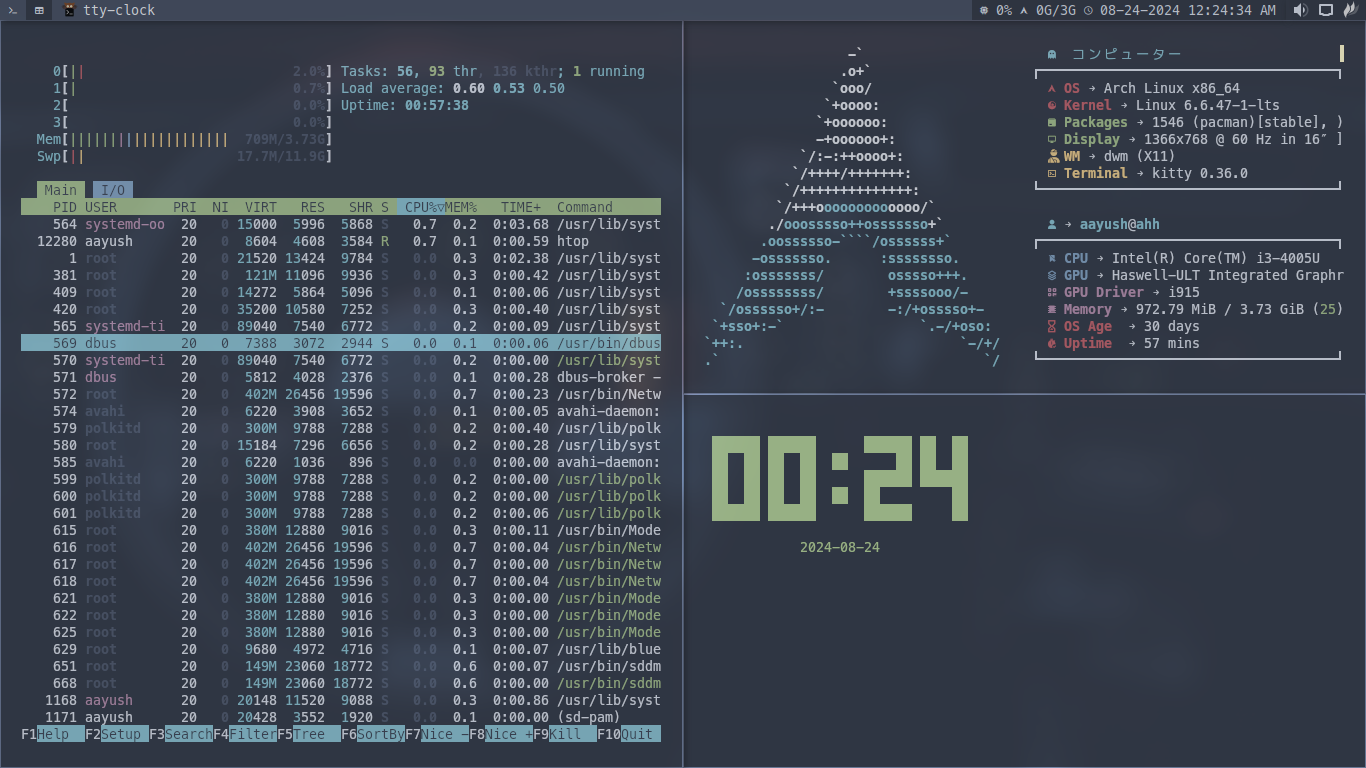 tty-clock
0% 0G/3G 08-24-2024 12:24:34 AM
0[|| 2.0%] Tasks: 56, 93 thr, 136 kthr; 1 running
1[| 0.7%] Load average: 0.60 0.53 0.50
2[ 0.0%] Uptime: 00:57:38
3[ 0.0%]
Mem[|||||||||||||||||||| 709M/3.73G]
Swp[|| 17.7M/11.9G]
Main I/O
PID USER PRI NI VIRT RES SHR S CPU%▽MEM% TIME+ Command
564 systemd-oo 20 0 15000 5996 5868 S 0.7 0.2 0:03.68 /usr/lib/syst
12280 aayush 20 0 8604 4608 3584 R 0.7 0.1 0:00.59 htop
1 root 20 0 21520 13424 9784 S 0.0 0.3 0:02.38 /usr/lib/syst
381 root 20 0 121M 11096 9936 S 0.0 0.3 0:00.42 /usr/lib/syst
409 root 20 0 14272 5864 5096 S 0.0 0.2 0:00.06 /usr/lib/syst
420 root 20 0 35200 10580 7252 S 0.0 0.3 0:00.40 /usr/lib/syst
565 systemd-ti 20 0 89040 7540 6772 S 0.0 0.2 0:00.09 /usr/lib/syst
569 dbus 20 0 7388 3072 2944 S 0.0 0.1 0:00.06 /usr/bin/dbus
570 systemd-ti 20 0 89040 7540 6772 S 0.0 0.2 0:00.00 /usr/lib/syst
571 dbus 20 0 5812 4028 2376 S 0.0 0.1 0:00.28 dbus-broker -
572 root 20 0 402M 26456 19596 S 0.0 0.7 0:00.23 /usr/bin/Netw
574 avahi 20 0 6220 3908 3652 S 0.0 0.1 0:00.05 avahi-daemon:
579 polkitd 20 0 300M 9788 7288 S 0.0 0.2 0:00.40 /usr/lib/polk
580 root 20 0 15184 7296 6656 S 0.0 0.2 0:00.28 /usr/lib/syst
585 avahi 20 0 6220 1036 896 S 0.0 0.0 0:00.00 avahi-daemon:
599 polkitd 20 0 300M 9788 7288 S 0.0 0.2 0:00.00 /usr/lib/polk
600 polkitd 20 0 300M 9788 7288 S 0.0 0.2 0:00.00 /usr/lib/polk
601 polkitd 20 0 300M 9788 7288 S 0.0 0.2 0:00.06 /usr/lib/polk
615 root 20 0 380M 12880 9016 S 0.0 0.3 0:00.11 /usr/bin/Mode
616 root 20 0 402M 26456 19596 S 0.0 0.7 0:00.04 /usr/bin/Netw
617 root 20 0 402M 26456 19596 S 0.0 0.7 0:00.00 /usr/bin/Netw
618 root 20 0 402M 26456 19596 S 0.0 0.7 0:00.04 /usr/bin/Netw
621 root 20 0 380M 12880 9016 S 0.0 0.3 0:00.00 /usr/bin/Mode
622 root 20 0 380M 12880 9016 S 0.0 0.3 0:00.00 /usr/bin/Mode
625 root 20 0 380M 12880 9016 S 0.0 0.3 0:00.00 /usr/bin/Mode
629 root 20 0 9680 4972 4716 S 0.0 0.1 0:00.07 /usr/lib/blue
651 root 20 0 149M 23060 18772 S 0.0 0.6 0:00.07 /usr/bin/sddm
668 root 20 0 149M 23060 18772 S 0.0 0.6 0:00.00 /usr/bin/sddm
1168 aayush 20 0 20148 11520 9088 S 0.0 0.3 0:00.86 /usr/lib/syst
1171 aayush 20 0 20428 3552 1920 S 0.0 0.1 0:00.00 (sd-pam)
F1Help F2Setup F3SearchF4FilterF5Tree F6SortByF7Nice -F8Nice +F9Kill F10Quit
-`
.o+`
`ooo/
`+oooo:
`+oooooo:
-+oooooo+:
`/:-:++oooo+:
`/++++/+++++++:
`/++++++++++++++:
`/+++ooooooooooooo/`
./ooosssso++osssssso+`
.oossssso-````/ossssss+`
-osssssso. :ssssssso.
:osssssss/ osssso+++.
/ossssssss/ +ssssooo/-
`/ossssso+/:- -:/+osssso+-
`+sso+:-` `.-/+oso:
`++:. `-/+/
.` `/
コンピューター
OS → Arch Linux x86_64
Kernel → Linux 6.6.47-1-lts
Packages → 1546 (pacman)[stable], )
Display → 1366x768 @ 60 Hz in 16″ ]
WM → dwm (X11)
Terminal → kitty 0.36.0
→ aayush@ahh
CPU → Intel(R) Core(TM) i3-4005U
GPU → Haswell-ULT Integrated Graphr
GPU Driver → i915
Memory → 972.79 MiB / 3.73 GiB (25)
OS Age → 30 days
Uptime → 57 mins
00:24
2024-08-24